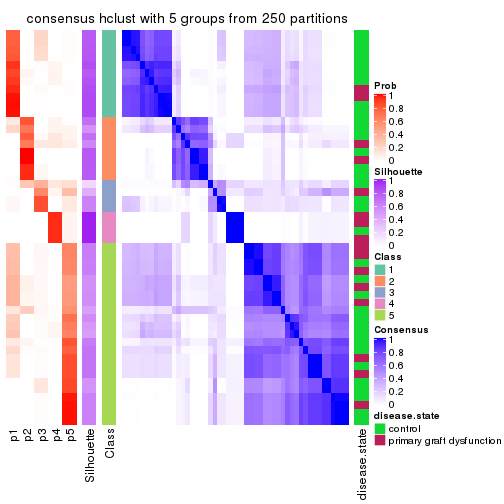 consensus hclust with 5 groups from 250 partitions
Prob
1
0.8
0.6
0.4
0.2
0
Silhouette
1
0.8
0.6
0.4
0.2
0
Class
1
2
3
4
5
Consensus
1
0.8
0.6
0.4
0.2
0
disease.state
control
primary graft dysfunction
p1
p2
p3
p4
p5
Silhouette
Class
disease.state